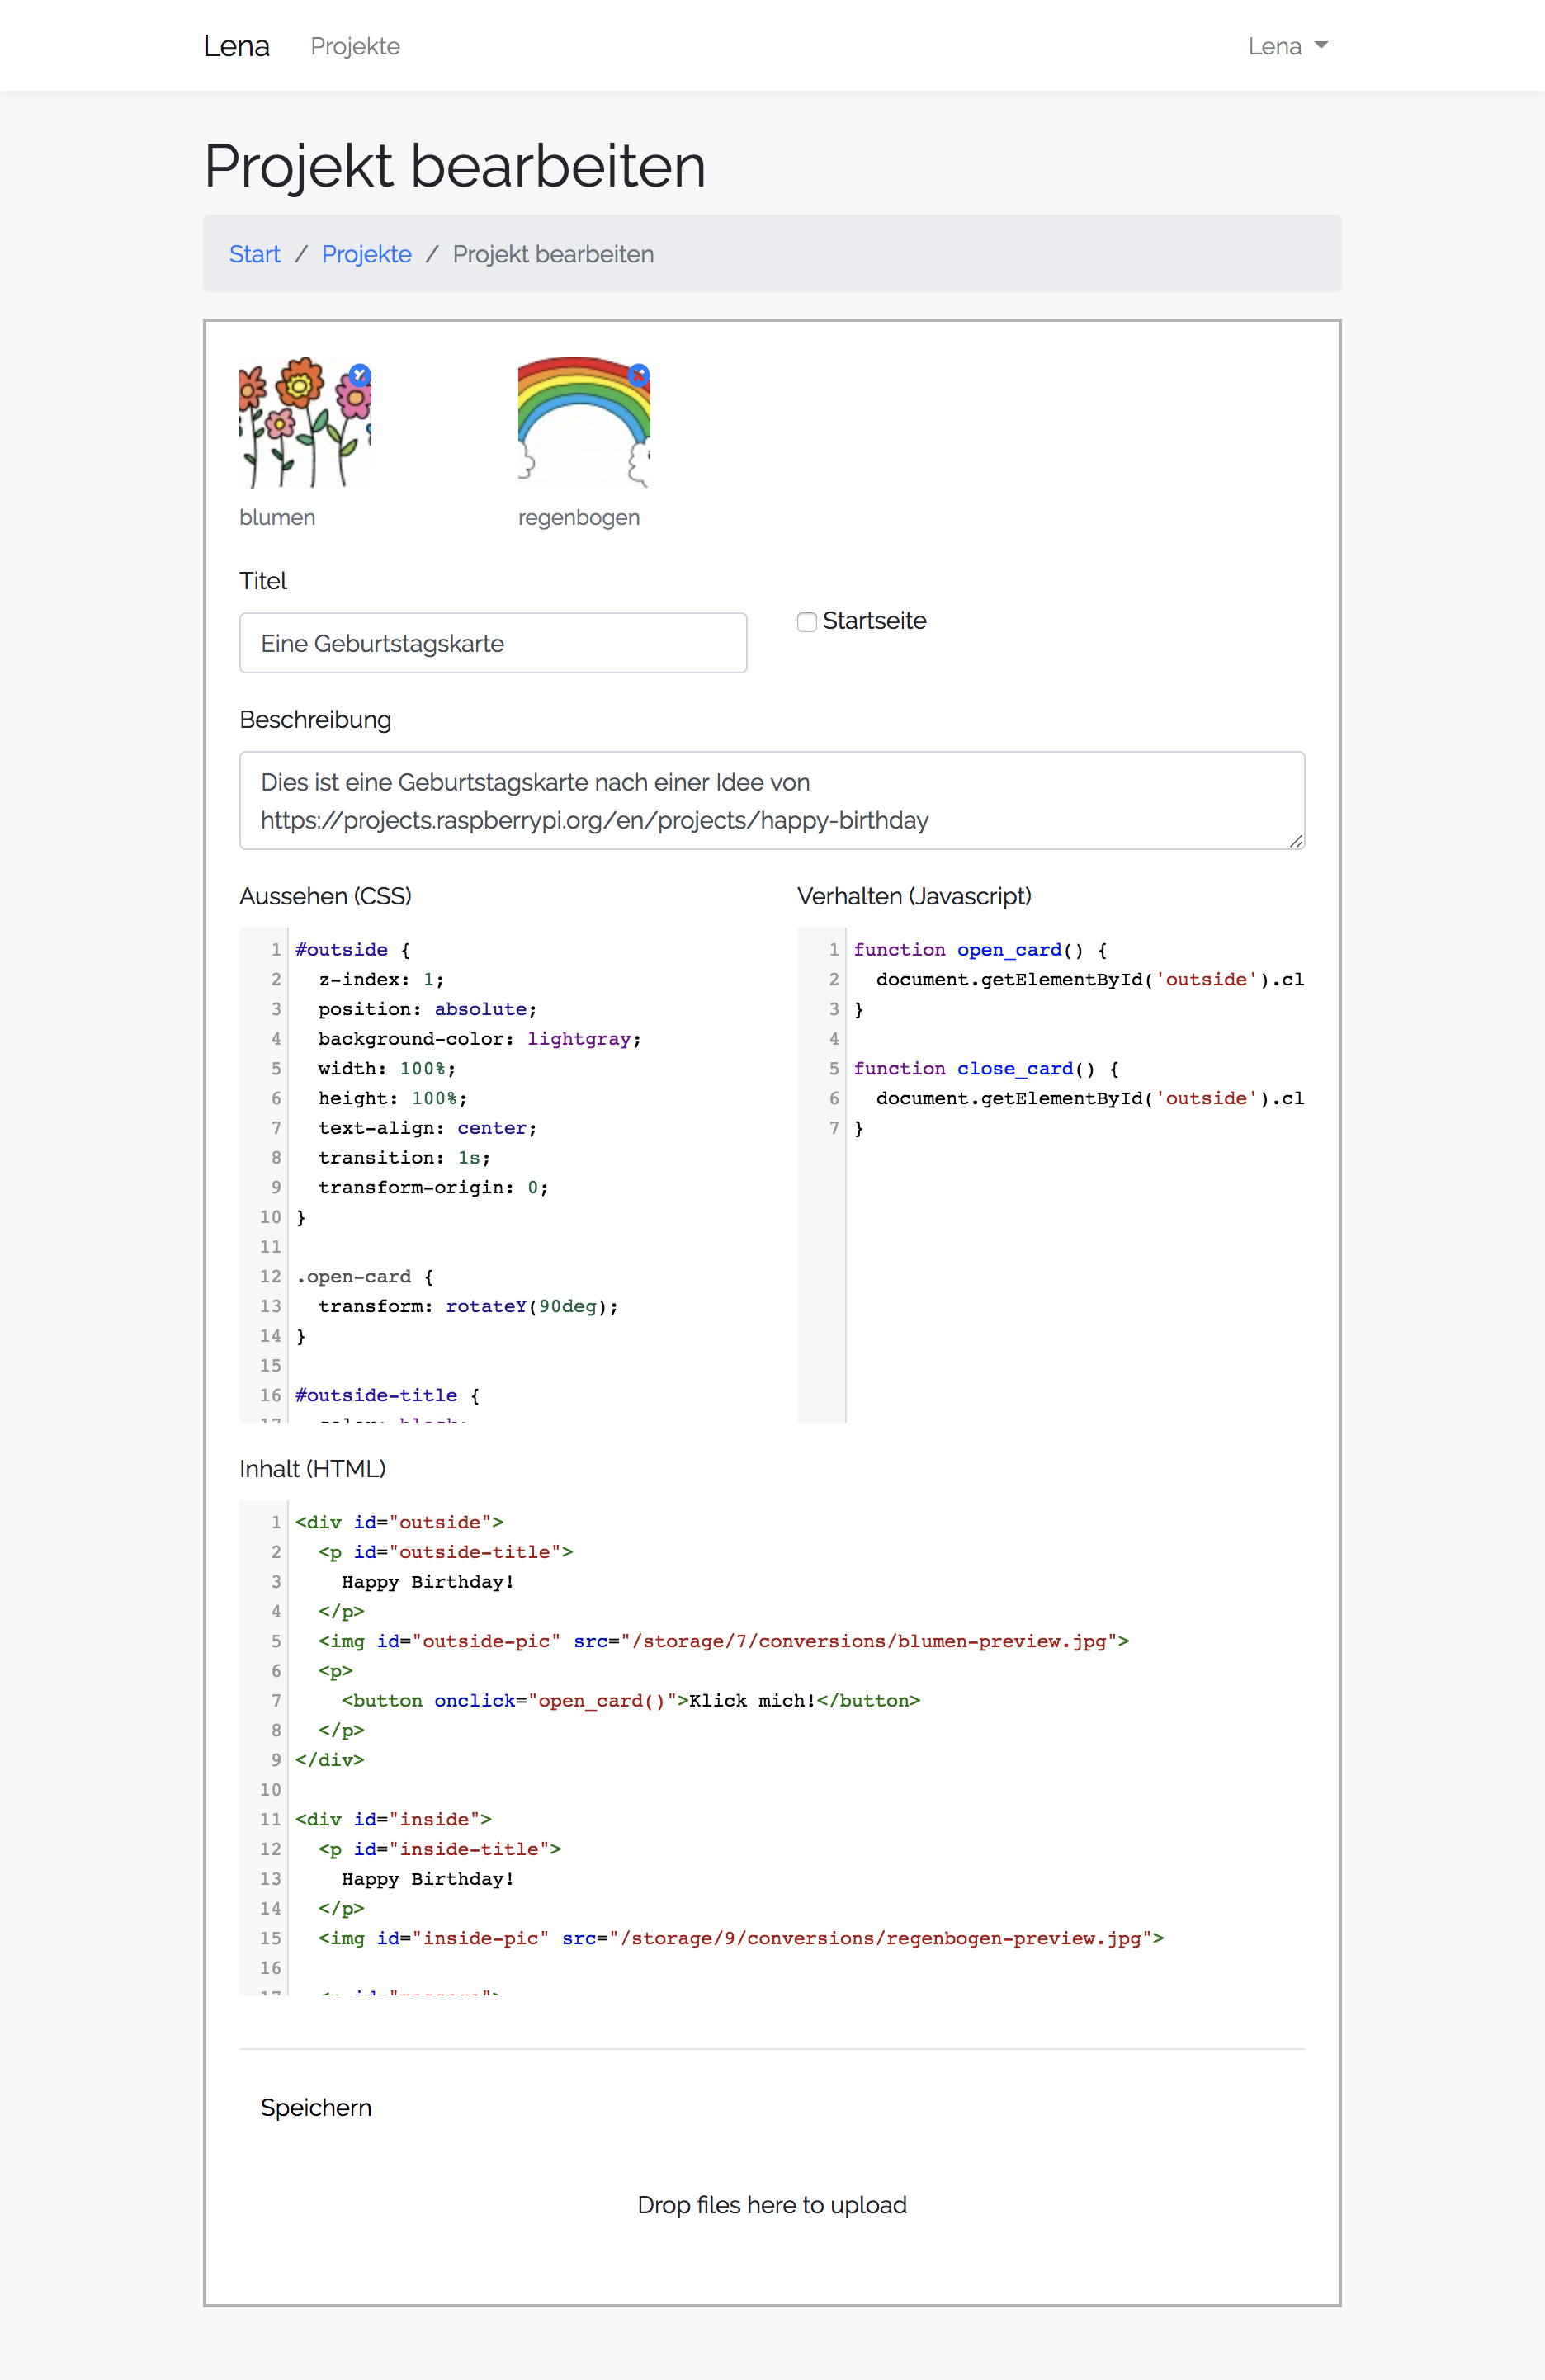 Lena Projekte Lena
Projekt bearbeiten
Start / Projekte / Projekt bearbeiten
blumen regenbogen
Titel
Eine Geburtstagskarte
Startseite
Beschreibung
Dies ist eine Geburtstagskarte nach einer Idee von
https://projects.raspberrypi.org/en/projects/happy-birthday
Aussehen (CSS)
1 #outside {
2 z-index: 1;
3 position: absolute;
4 background-color: lightgray;
5 width: 100%;
6 height: 100%;
7 text-align: center;
8 transition: 1s;
9 transform-origin: 0;
10 }
11
12 .open-card {
13 transform: rotateY(90deg);
14 }
15
16 #outside-title {
Verhalten (Javascript)
1 function open_card() {
2 document.getElementById('outside').cl
3 }
4
5 function close_card() {
6 document.getElementById('outside').cl
7 }
Inhalt (HTML)
1 <div id="outside">
2 <p id="outside-title">
3 Happy Birthday!
4 </p>
5 <img id="outside-pic" src="/storage/7/conversions/blumen-preview.jpg">
6 <p>
7 <button onclick="open_card()">Klick mich!</button>
8 </p>
9 </div>
10
11 <div id="inside">
12 <p id="inside-title">
13 Happy Birthday!
14 </p>
15 <img id="inside-pic" src="/storage/9/conversions/regenbogen-preview.jpg">
16
Speichern
Drop files here to upload